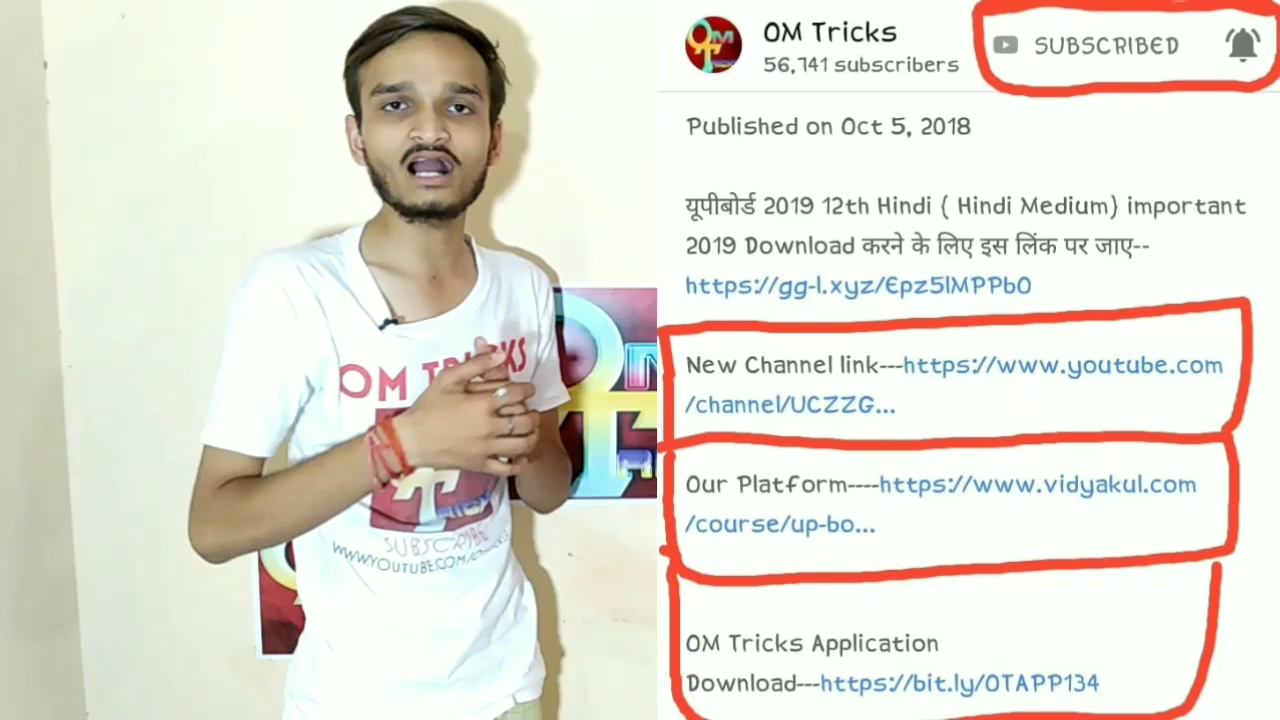 OM Tricks
56,741 subscribers
SUBSCRIBED
Published on Oct 5, 2018
यूपीबोर्ड 2019 12th Hindi ( Hindi Medium) important
2019 Download करने के लिए इस लिंक पर जाए--
https://gg-l.xyz/Epz5lMPPbO
New Channel link---https://www.youtube.com
/channel/UCZZG...
Our Platform----https://www.vidyakul.com
/course/up-bo...
OM Tricks Application
Download---https://bit.ly/OTAPP134
OM TRICKS
SUBSCRIBE